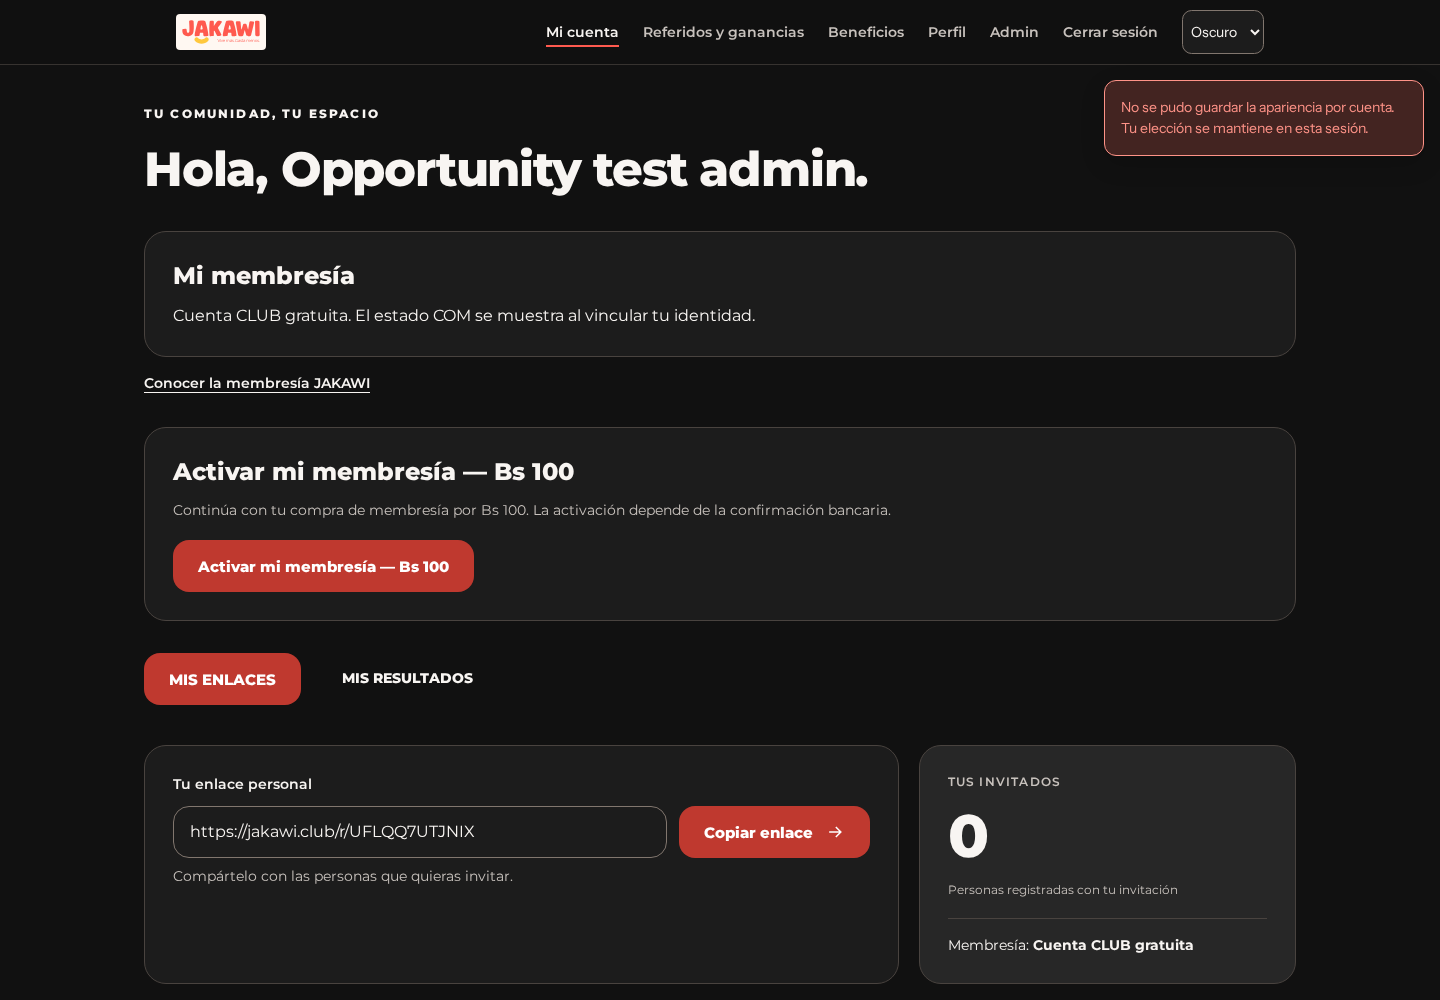 JAKAWI
Mi cuenta
Referidos y ganancias
Beneficios
Perfil
Admin
Cerrar sesión
Oscuro
No se pudo guardar la apariencia por cuenta.
Tu elección se mantiene en esta sesión.
TU COMUNIDAD, TU ESPACIO
Hola, Opportunity test admin.
Mi membresía
Cuenta CLUB gratuita. El estado COM se muestra al vincular tu identidad.
Conocer la membresía JAKAWI
Activar mi membresía — Bs 100
Continúa con tu compra de membresía por Bs 100. La activación depende de la confirmación bancaria.
Activar mi membresía — Bs 100
MIS ENLACES
MIS RESULTADOS
Tu enlace personal
https://jakawi.club/r/UFLQQ7UTJNIX
Copiar enlace →
Compártelo con las personas que quieras invitar.
TUS INVITADOS
0
Personas registradas con tu invitación
Membresía: Cuenta CLUB gratuita